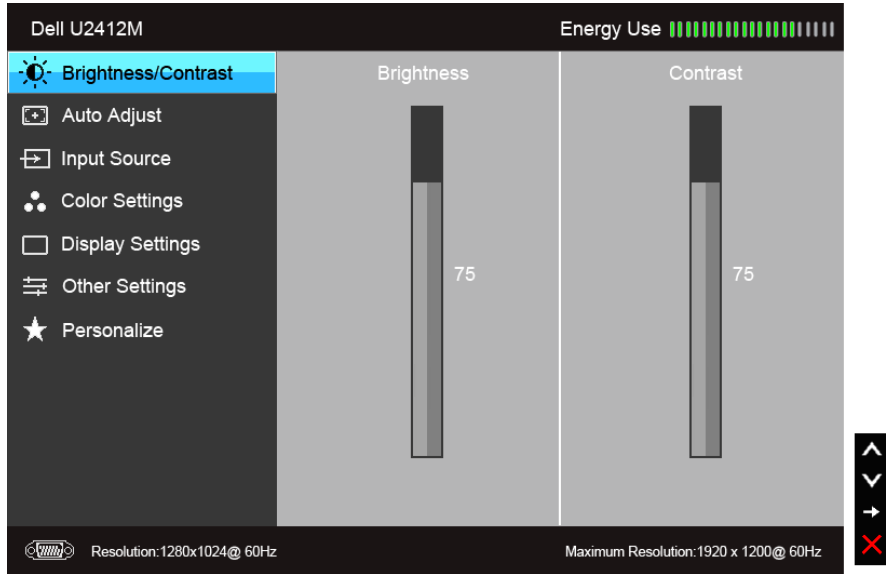 Dell U2412M
Energy Use
Brightness/Contrast
Auto Adjust
Input Source
Color Settings
Display Settings
Other Settings
Personalize
Brightness
Contrast
75
75
Resolution:1280x1024@ 60Hz
Maximum Resolution:1920 x 1200@ 60Hz